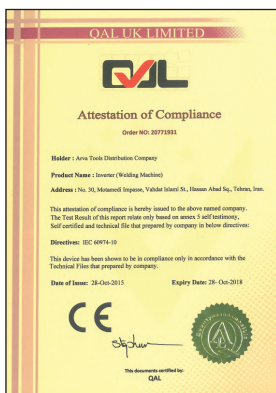 QAL UK LIMITED
QAL
Attestation of Compliance
Order NO: 20771931
Holder : Arva Tools Distribution Company
Product Name : Inverter (Welding Machine)
Address : No. 30, Motamedi Impasse, Vahdat Islami St., Hassan Abad Sq., Tehran, Iran.
This attestation of compliance is hereby issued to the above named company.
The Test Result of this report relate only based on annex 5 self testimony,
Self certified and technical file that prepared by company in below directives:
Directives: IEC 60974-10
This device has been shown to be in compliance only in accordance with the
Technical Files that prepared by company.
Date of Issue: 28-Oct-2015 Expiry Date: 28- Oct-2018
CE
Stephen
This documents certified by:
QAL